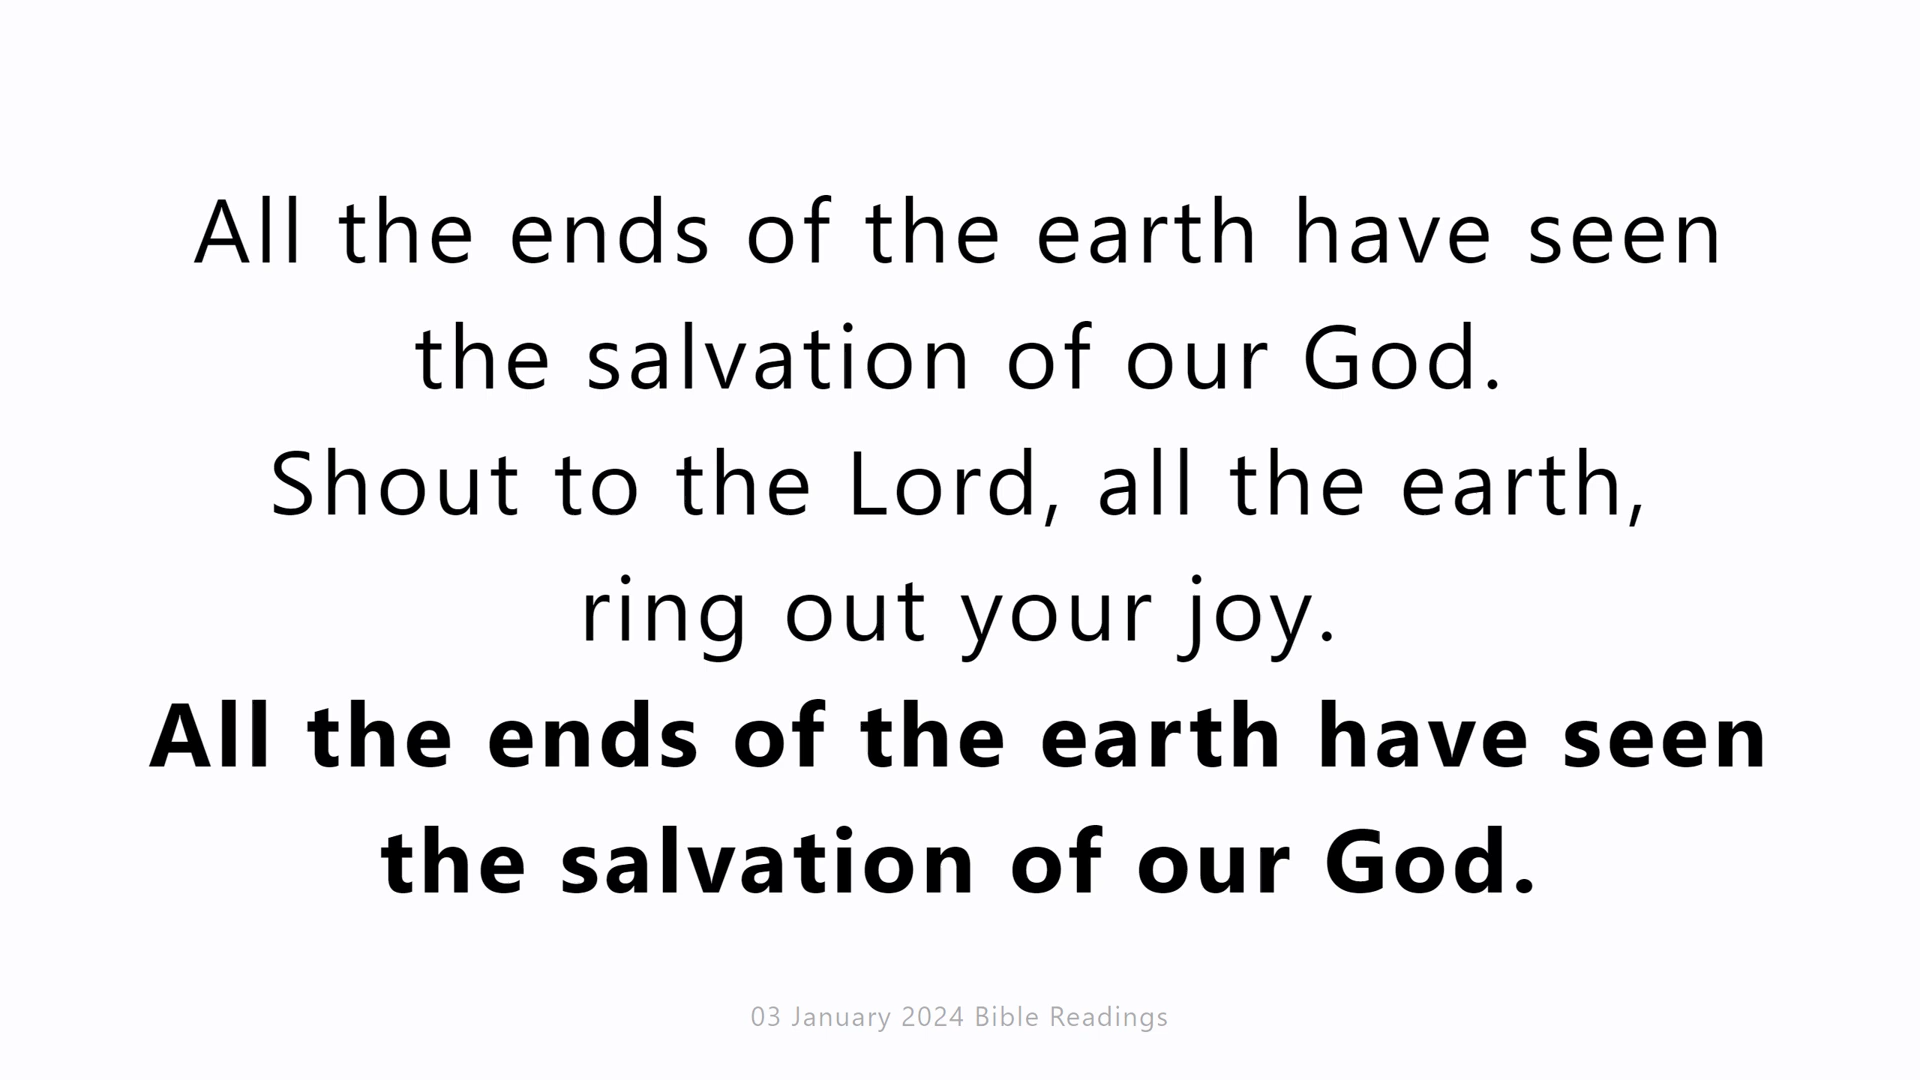 All the ends of the earth have seen
the salvation of our God.
Shout to the Lord, all the earth,
ring out your joy.
All the ends of the earth have seen
the salvation of our God.
03 January 2024 Bible Readings